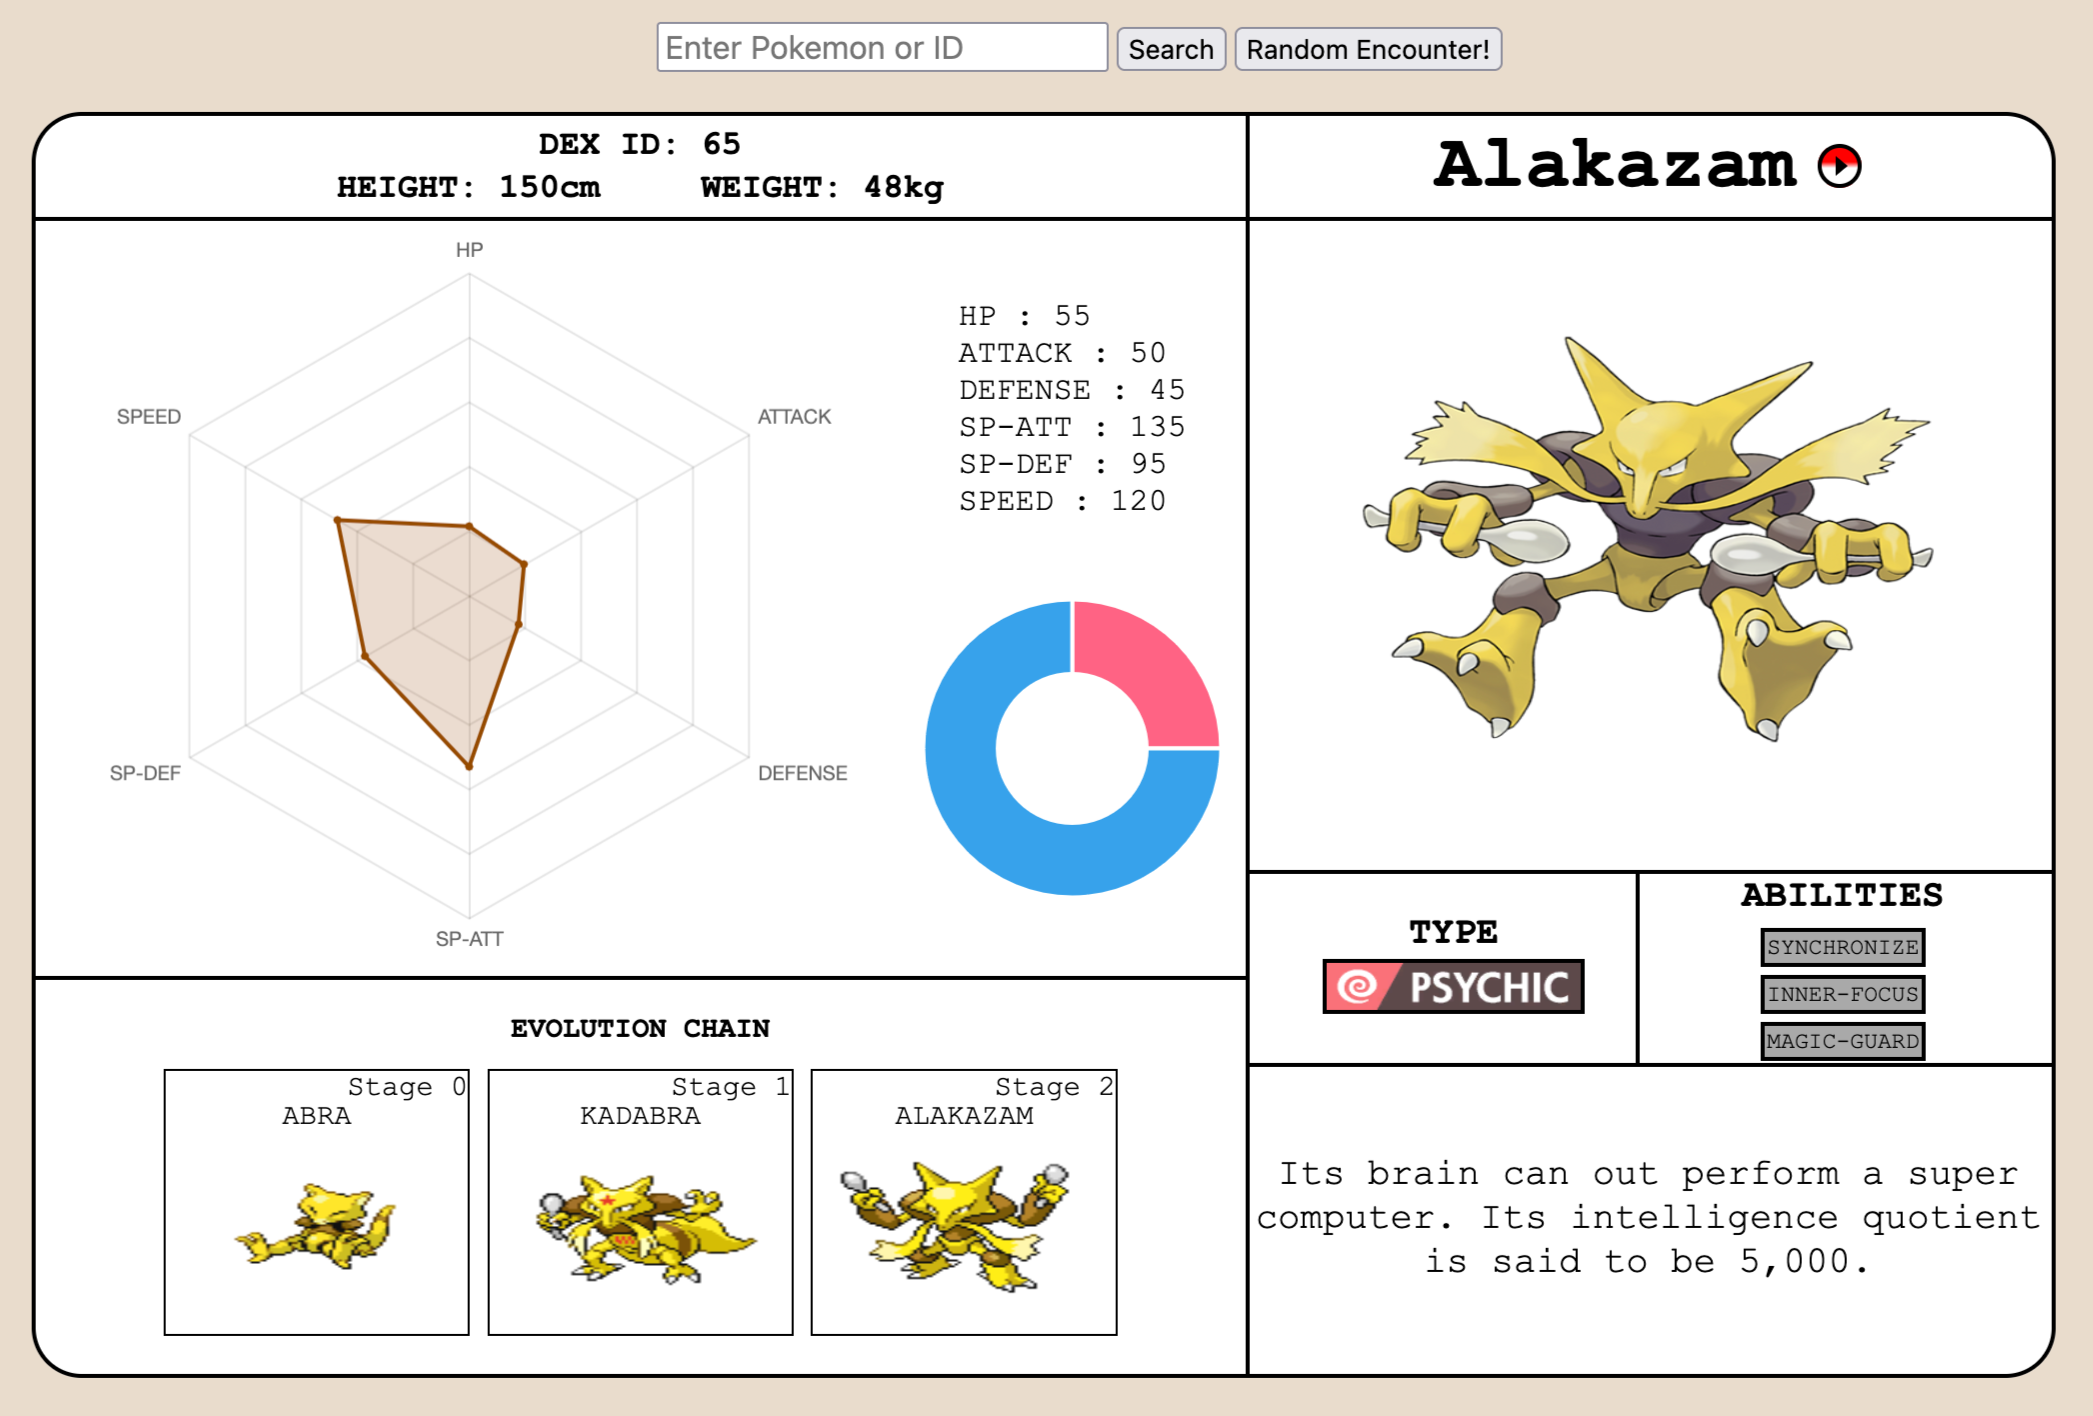 Enter Pokemon or ID Search Random Encounter!
DEX ID: 65
HEIGHT: 150cm WEIGHT: 48kg
Alakazam
HP
ATTACK
DEFENSE
SP-ATT
SP-DEF
SPEED
HP : 55
ATTACK : 50
DEFENSE : 45
SP-ATT : 135
SP-DEF : 95
SPEED : 120
TYPE
PSYCHIC
ABILITIES
SYNCHRONIZE
INNER-FOCUS
MAGIC-GUARD
EVOLUTION CHAIN
Stage 0
ABRA
Stage 1
KADABRA
Stage 2
ALAKAZAM
Its brain can out perform a super
computer. Its intelligence quotient
is said to be 5,000.